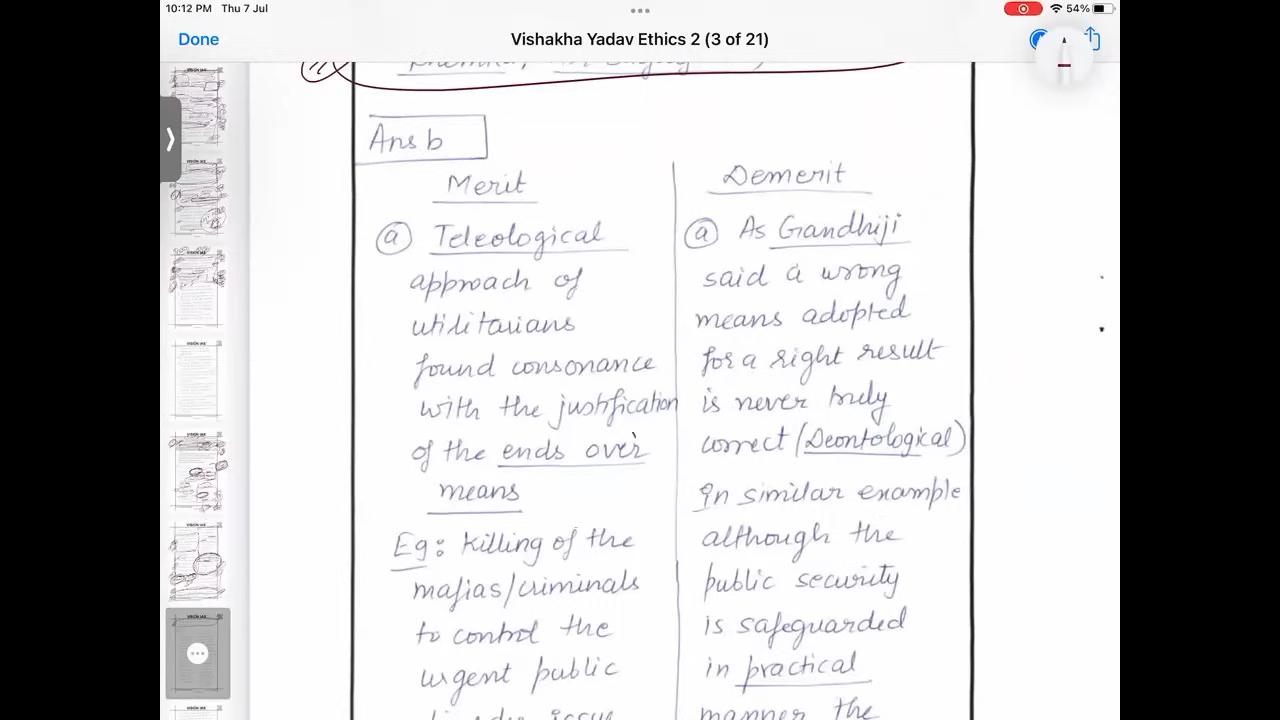 10:12 PM Thu 7 Jul
54%
Done
Vishakha Yadav Ethics 2 (3 of 21)
Ans b
Merit
(a) Teleological
approach of
utilitarians
found consonance
with the justification
of the ends over
means
Eg: Killing of the
mafias/criminals
to control the
urgent public
Demerit
(a) As Gandhiji
said a wrong
means adopted
for a right result
is never truly
correct (Deontological)
In similar example
although the
public security
is safeguarded
in practical
manner the